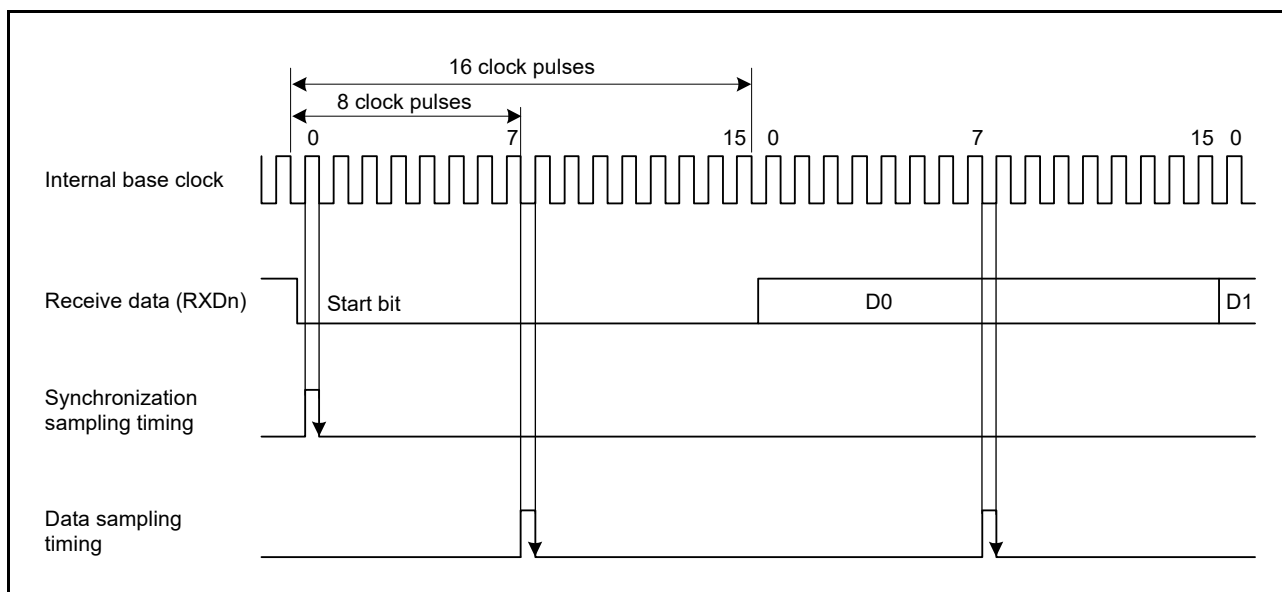 16 clock pulses
8 clock pulses
0 7 15 0 7 15 0
Internal base clock
Receive data (RXDn)
Start bit
D0
D1
Synchronization
sampling timing
Data sampling
timing